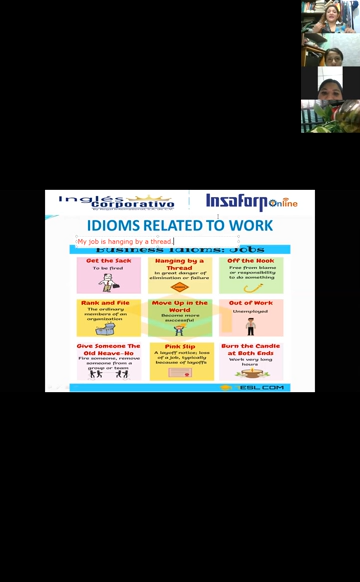 Inglés
Corporativo
Insaforp Online
IDIOMS RELATED TO WORK
My job is hanging by a thread.
Business Idioms: Jobs
Get the Sack
To be fired
Hanging by a
Thread
In great danger of
elimination or failure
Off the Hook
Free from blame
or responsibility
to do something
Rank and File
The ordinary
members of an
organization
Move Up in the
World
Become more
successful
Out of Work
Unemployed
Give Someone The
Old Heave-Ho
Fire someone, remove
someone from a
group or team
Pink Slip
A layoff notice; loss
of a job, typically
because of layoffs
Burn the Candle
at Both Ends
Work very long
hours
ESL.COM